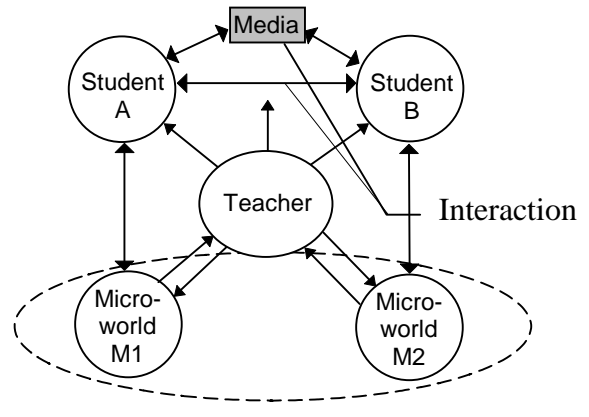 Media
Student
A
Student
B
Teacher
Interaction
Micro-
world
M1
Micro-
world
M2